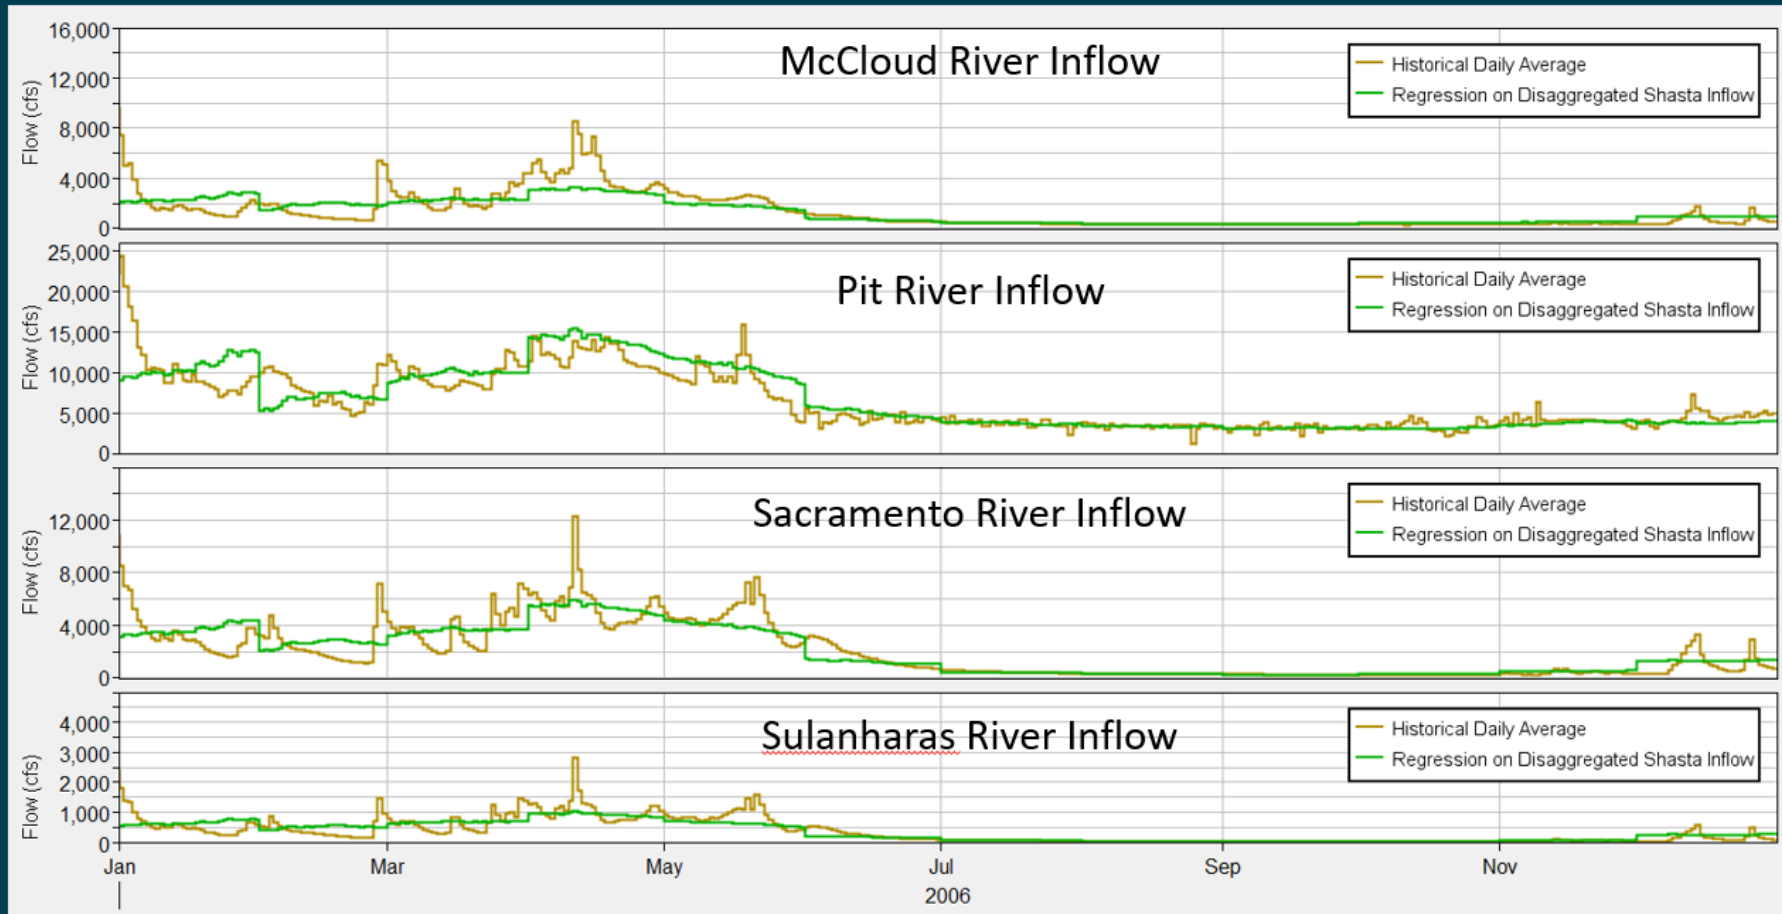 McCloud River Inflow
Flow (cfs)
16,000
12,000
8,000
4,000
0
Historical Daily Average
Regression on Disaggregated Shasta Inflow
Pit River Inflow
Flow (cfs)
25,000
20,000
15,000
10,000
5,000
0
Historical Daily Average
Regression on Disaggregated Shasta Inflow
Sacramento River Inflow
Flow (cfs)
12,000
8,000
4,000
0
Historical Daily Average
Regression on Disaggregated Shasta Inflow
Sulanharas River Inflow
Flow (cfs)
4,000
3,000
2,000
1,000
0
Historical Daily Average
Regression on Disaggregated Shasta Inflow
Jan Mar May Jul Sep Nov
2006